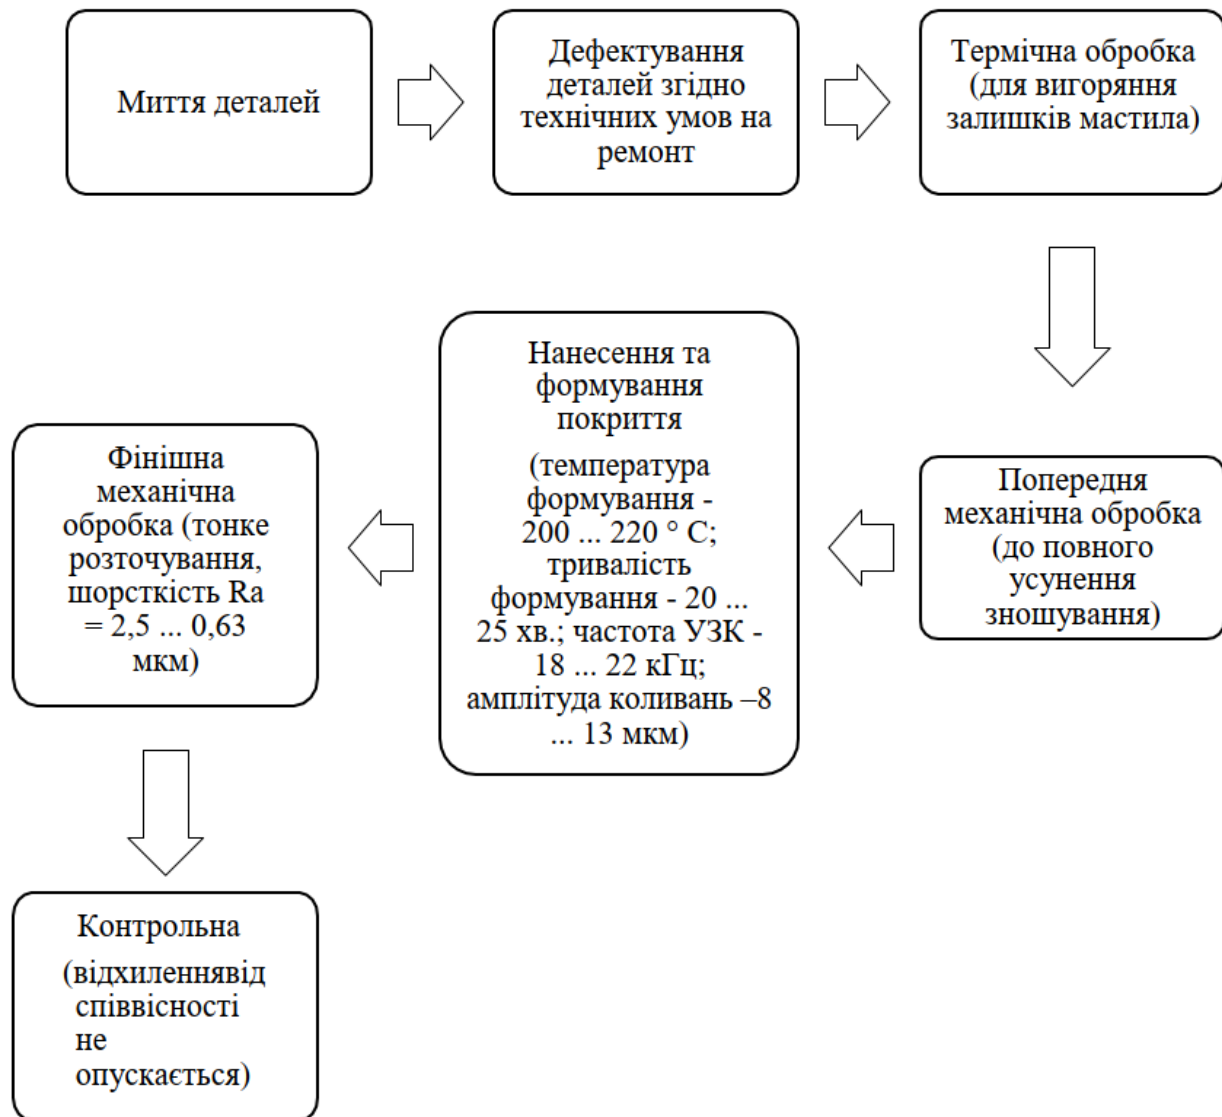 Миття деталей
Дефектування
деталей згідно
технічних умов на
ремонт
Термічна обробка
(для вигоряння
залишків мастила)
Попередня
механічна обробка
(до повного
усунення
зношування)
Нанесення та
формування
покриття
(температура
формування -
200 ... 220 ° С;
тривалість
формування - 20 ...
25 хв.; частота УЗК -
18 ... 22 кГц;
амплітуда коливань –8
... 13 мкм)
Фінішна
механічна
обробка (тонке
розточування,
шорсткість Ra
= 2,5 ... 0,63
мкм)
Контрольна
(відхиленнявід
співвісності
не
опускається)